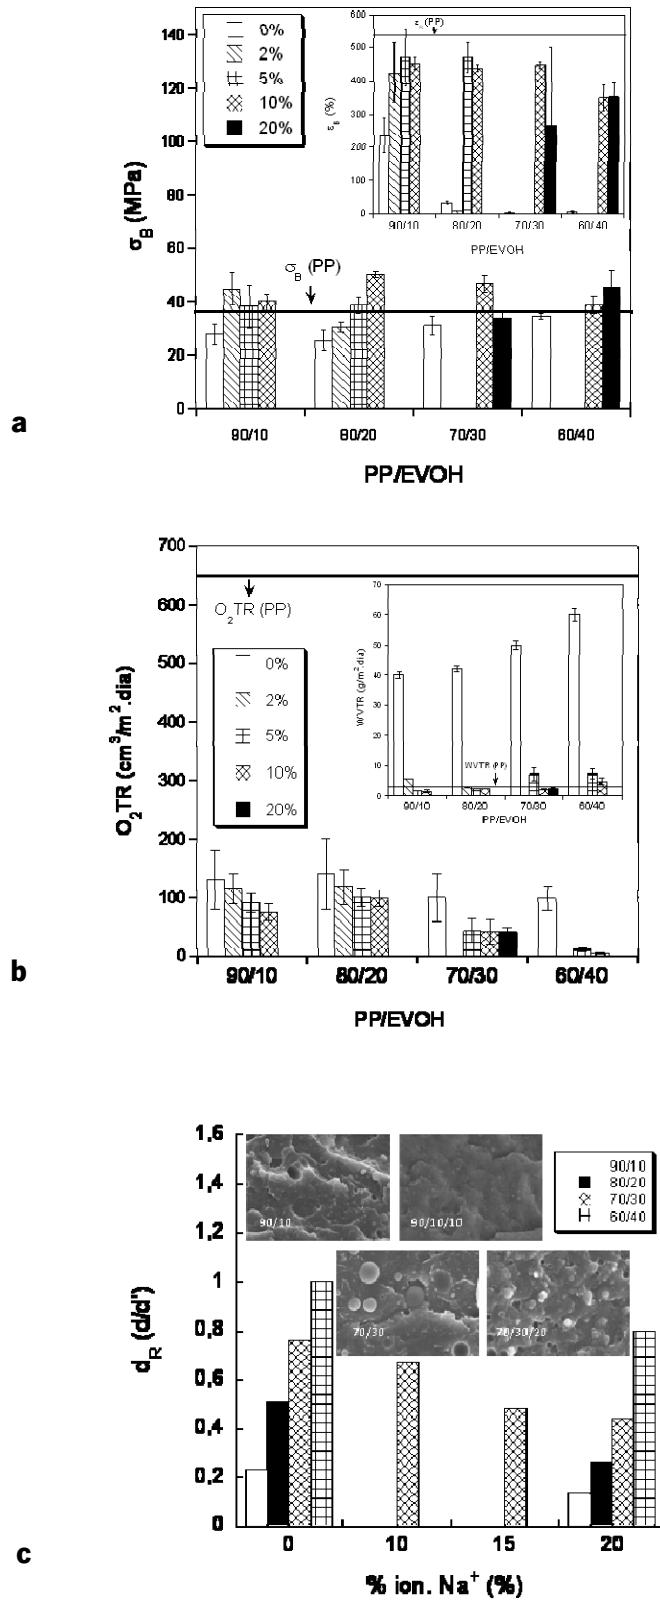 0%
2%
5%
10%
20%
140
120
100
80
60
40
20
0
σB (MPa)
σB (PP)
600
500
400
300
200
100
0
εB (%)
εB (PP)
90/10 80/20 70/30 60/40
PP/EVOH
90/10 80/20 70/30 60/40
PP/EVOH
a
700
600
500
400
300
200
100
0
O2TR (cm³/m².dia)
O2TR (PP)
0%
2%
5%
10%
20%
70
60
50
40
30
20
10
0
WVTR (g/m².dia)
WVTR (PP)
90/10 80/20 70/30 60/40
PP/EVOH
90/10 80/20 70/30 60/40
PP/EVOH
b
1,6
1,4
1,2
1
0,8
0,6
0,4
0,2
0
dR (d/d')
90/10
90/10/10
70/30
70/30/20
90/10
80/20
70/30
60/40
0 10 15 20
% ion. Na⁺ (%)
c